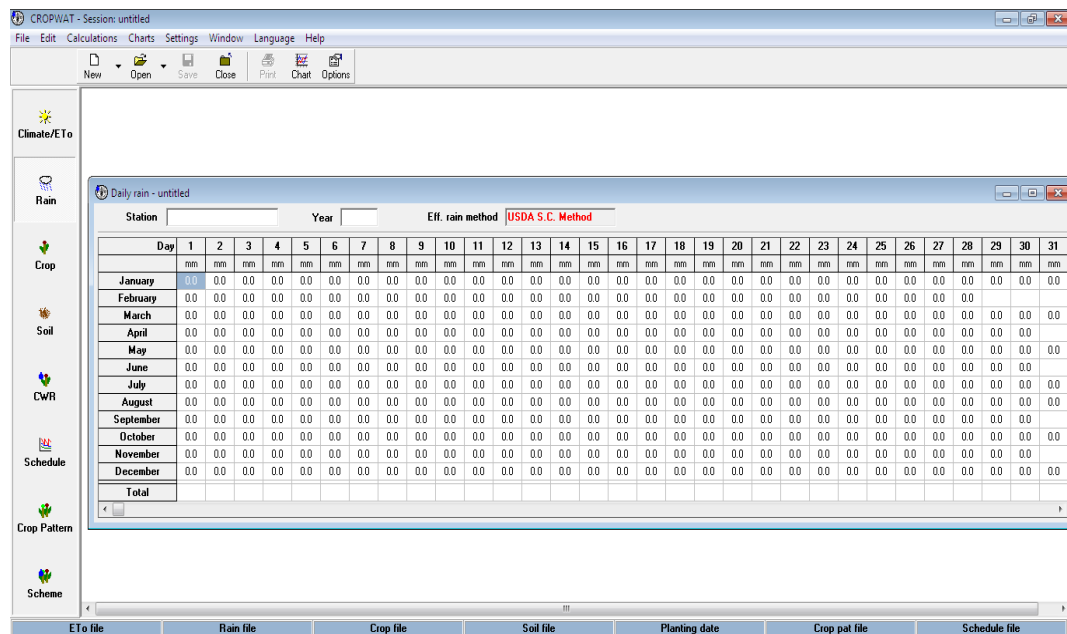 CROPWAT - Session: untitled
File Edit Calculations Charts Settings Window Language Help
New Open Save Close Print Chart Options
Climate/ETo
Rain
Crop
Soil
CWR
Schedule
Crop Pattern
Scheme
Daily rain - untitled
Station Year Eff. rain method USDA S.C. Method
Day 1 2 3 4 5 6 7 8 9 10 11 12 13 14 15 16 17 18 19 20 21 22 23 24 25 26 27 28 29 30 31
mm mm mm mm mm mm mm mm mm mm mm mm mm mm mm mm mm mm mm mm mm mm mm mm mm mm mm mm mm mm mm
January 0.0 0.0 0.0 0.0 0.0 0.0 0.0 0.0 0.0 0.0 0.0 0.0 0.0 0.0 0.0 0.0 0.0 0.0 0.0 0.0 0.0 0.0 0.0 0.0 0.0 0.0 0.0 0.0 0.0 0.0 0.0
February 0.0 0.0 0.0 0.0 0.0 0.0 0.0 0.0 0.0 0.0 0.0 0.0 0.0 0.0 0.0 0.0 0.0 0.0 0.0 0.0 0.0 0.0 0.0 0.0 0.0 0.0 0.0 0.0
March 0.0 0.0 0.0 0.0 0.0 0.0 0.0 0.0 0.0 0.0 0.0 0.0 0.0 0.0 0.0 0.0 0.0 0.0 0.0 0.0 0.0 0.0 0.0 0.0 0.0 0.0 0.0 0.0 0.0 0.0 0.0
April 0.0 0.0 0.0 0.0 0.0 0.0 0.0 0.0 0.0 0.0 0.0 0.0 0.0 0.0 0.0 0.0 0.0 0.0 0.0 0.0 0.0 0.0 0.0 0.0 0.0 0.0 0.0 0.0 0.0 0.0
May 0.0 0.0 0.0 0.0 0.0 0.0 0.0 0.0 0.0 0.0 0.0 0.0 0.0 0.0 0.0 0.0 0.0 0.0 0.0 0.0 0.0 0.0 0.0 0.0 0.0 0.0 0.0 0.0 0.0 0.0 0.0
June 0.0 0.0 0.0 0.0 0.0 0.0 0.0 0.0 0.0 0.0 0.0 0.0 0.0 0.0 0.0 0.0 0.0 0.0 0.0 0.0 0.0 0.0 0.0 0.0 0.0 0.0 0.0 0.0 0.0 0.0
July 0.0 0.0 0.0 0.0 0.0 0.0 0.0 0.0 0.0 0.0 0.0 0.0 0.0 0.0 0.0 0.0 0.0 0.0 0.0 0.0 0.0 0.0 0.0 0.0 0.0 0.0 0.0 0.0 0.0 0.0 0.0
August 0.0 0.0 0.0 0.0 0.0 0.0 0.0 0.0 0.0 0.0 0.0 0.0 0.0 0.0 0.0 0.0 0.0 0.0 0.0 0.0 0.0 0.0 0.0 0.0 0.0 0.0 0.0 0.0 0.0 0.0 0.0
September 0.0 0.0 0.0 0.0 0.0 0.0 0.0 0.0 0.0 0.0 0.0 0.0 0.0 0.0 0.0 0.0 0.0 0.0 0.0 0.0 0.0 0.0 0.0 0.0 0.0 0.0 0.0 0.0 0.0 0.0
October 0.0 0.0 0.0 0.0 0.0 0.0 0.0 0.0 0.0 0.0 0.0 0.0 0.0 0.0 0.0 0.0 0.0 0.0 0.0 0.0 0.0 0.0 0.0 0.0 0.0 0.0 0.0 0.0 0.0 0.0 0.0
November 0.0 0.0 0.0 0.0 0.0 0.0 0.0 0.0 0.0 0.0 0.0 0.0 0.0 0.0 0.0 0.0 0.0 0.0 0.0 0.0 0.0 0.0 0.0 0.0 0.0 0.0 0.0 0.0 0.0 0.0
December 0.0 0.0 0.0 0.0 0.0 0.0 0.0 0.0 0.0 0.0 0.0 0.0 0.0 0.0 0.0 0.0 0.0 0.0 0.0 0.0 0.0 0.0 0.0 0.0 0.0 0.0 0.0 0.0 0.0 0.0 0.0
Total
ETo file Rain file Crop file Soil file Planting date Crop pat file Schedule file